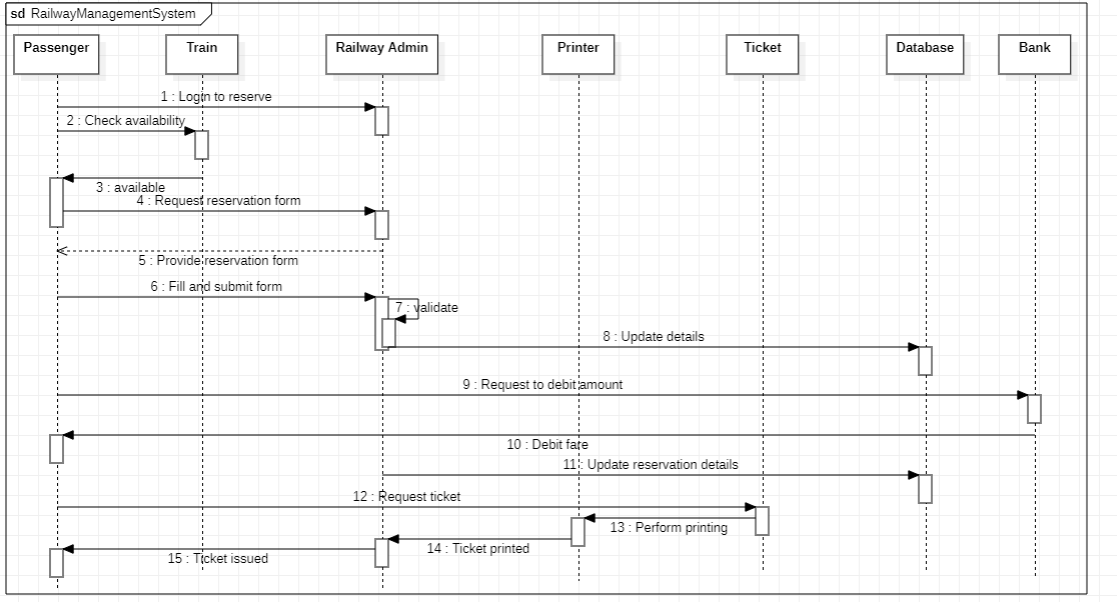 sd RailwayManagementSystem
Passenger
Train
Railway Admin
Printer
Ticket
Database
Bank
1 : Login to reserve
2 : Check availability
3 : available
4 : Request reservation form
5 : Provide reservation form
6 : Fill and submit form
7 : validate
8 : Update details
9 : Request to debit amount
10 : Debit fare
11 : Update reservation details
12 : Request ticket
13 : Perform printing
14 : Ticket printed
15 : Ticket issued